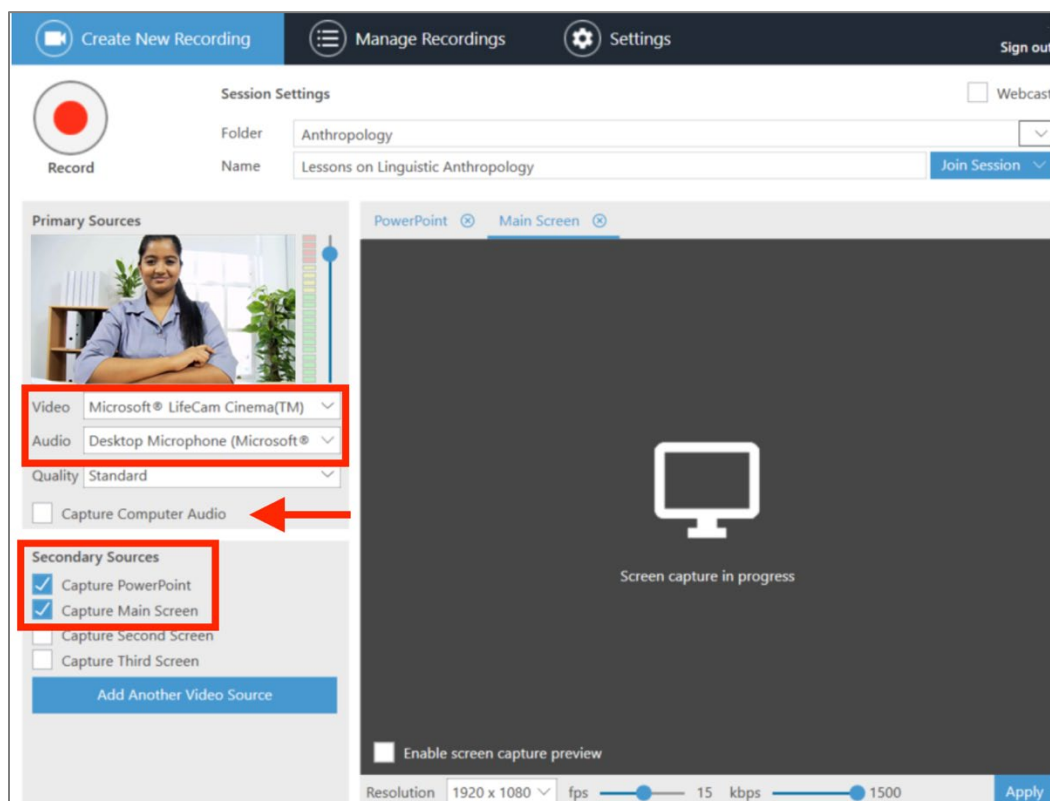 Create New Recording Manage Recordings Settings Sign out
Session Settings Webcast
Folder Anthropology
Record Name Lessons on Linguistic Anthropology Join Session
Primary Sources
PowerPoint Main Screen
Video Microsoft® LifeCam Cinema(TM)
Audio Desktop Microphone (Microsoft®
Quality Standard
Capture Computer Audio
Secondary Sources
Capture PowerPoint
Capture Main Screen
Capture Second Screen
Capture Third Screen
Add Another Video Source
Screen capture in progress
Enable screen capture preview
Resolution 1920 x 1080 fps 15 kbps 1500 Apply